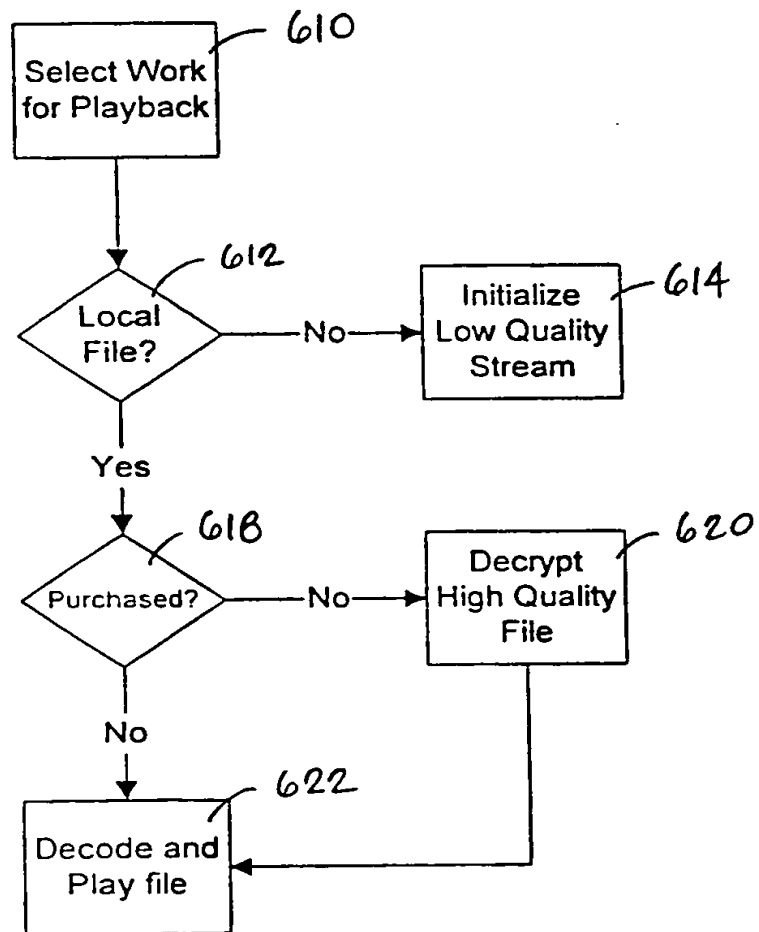 610
Select Work
for Playback
612
Local
File?
No
614
Initialize
Low Quality
Stream
Yes
618
Purchased?
No
620
Decrypt
High Quality
File
No
622
Decode and
Play file